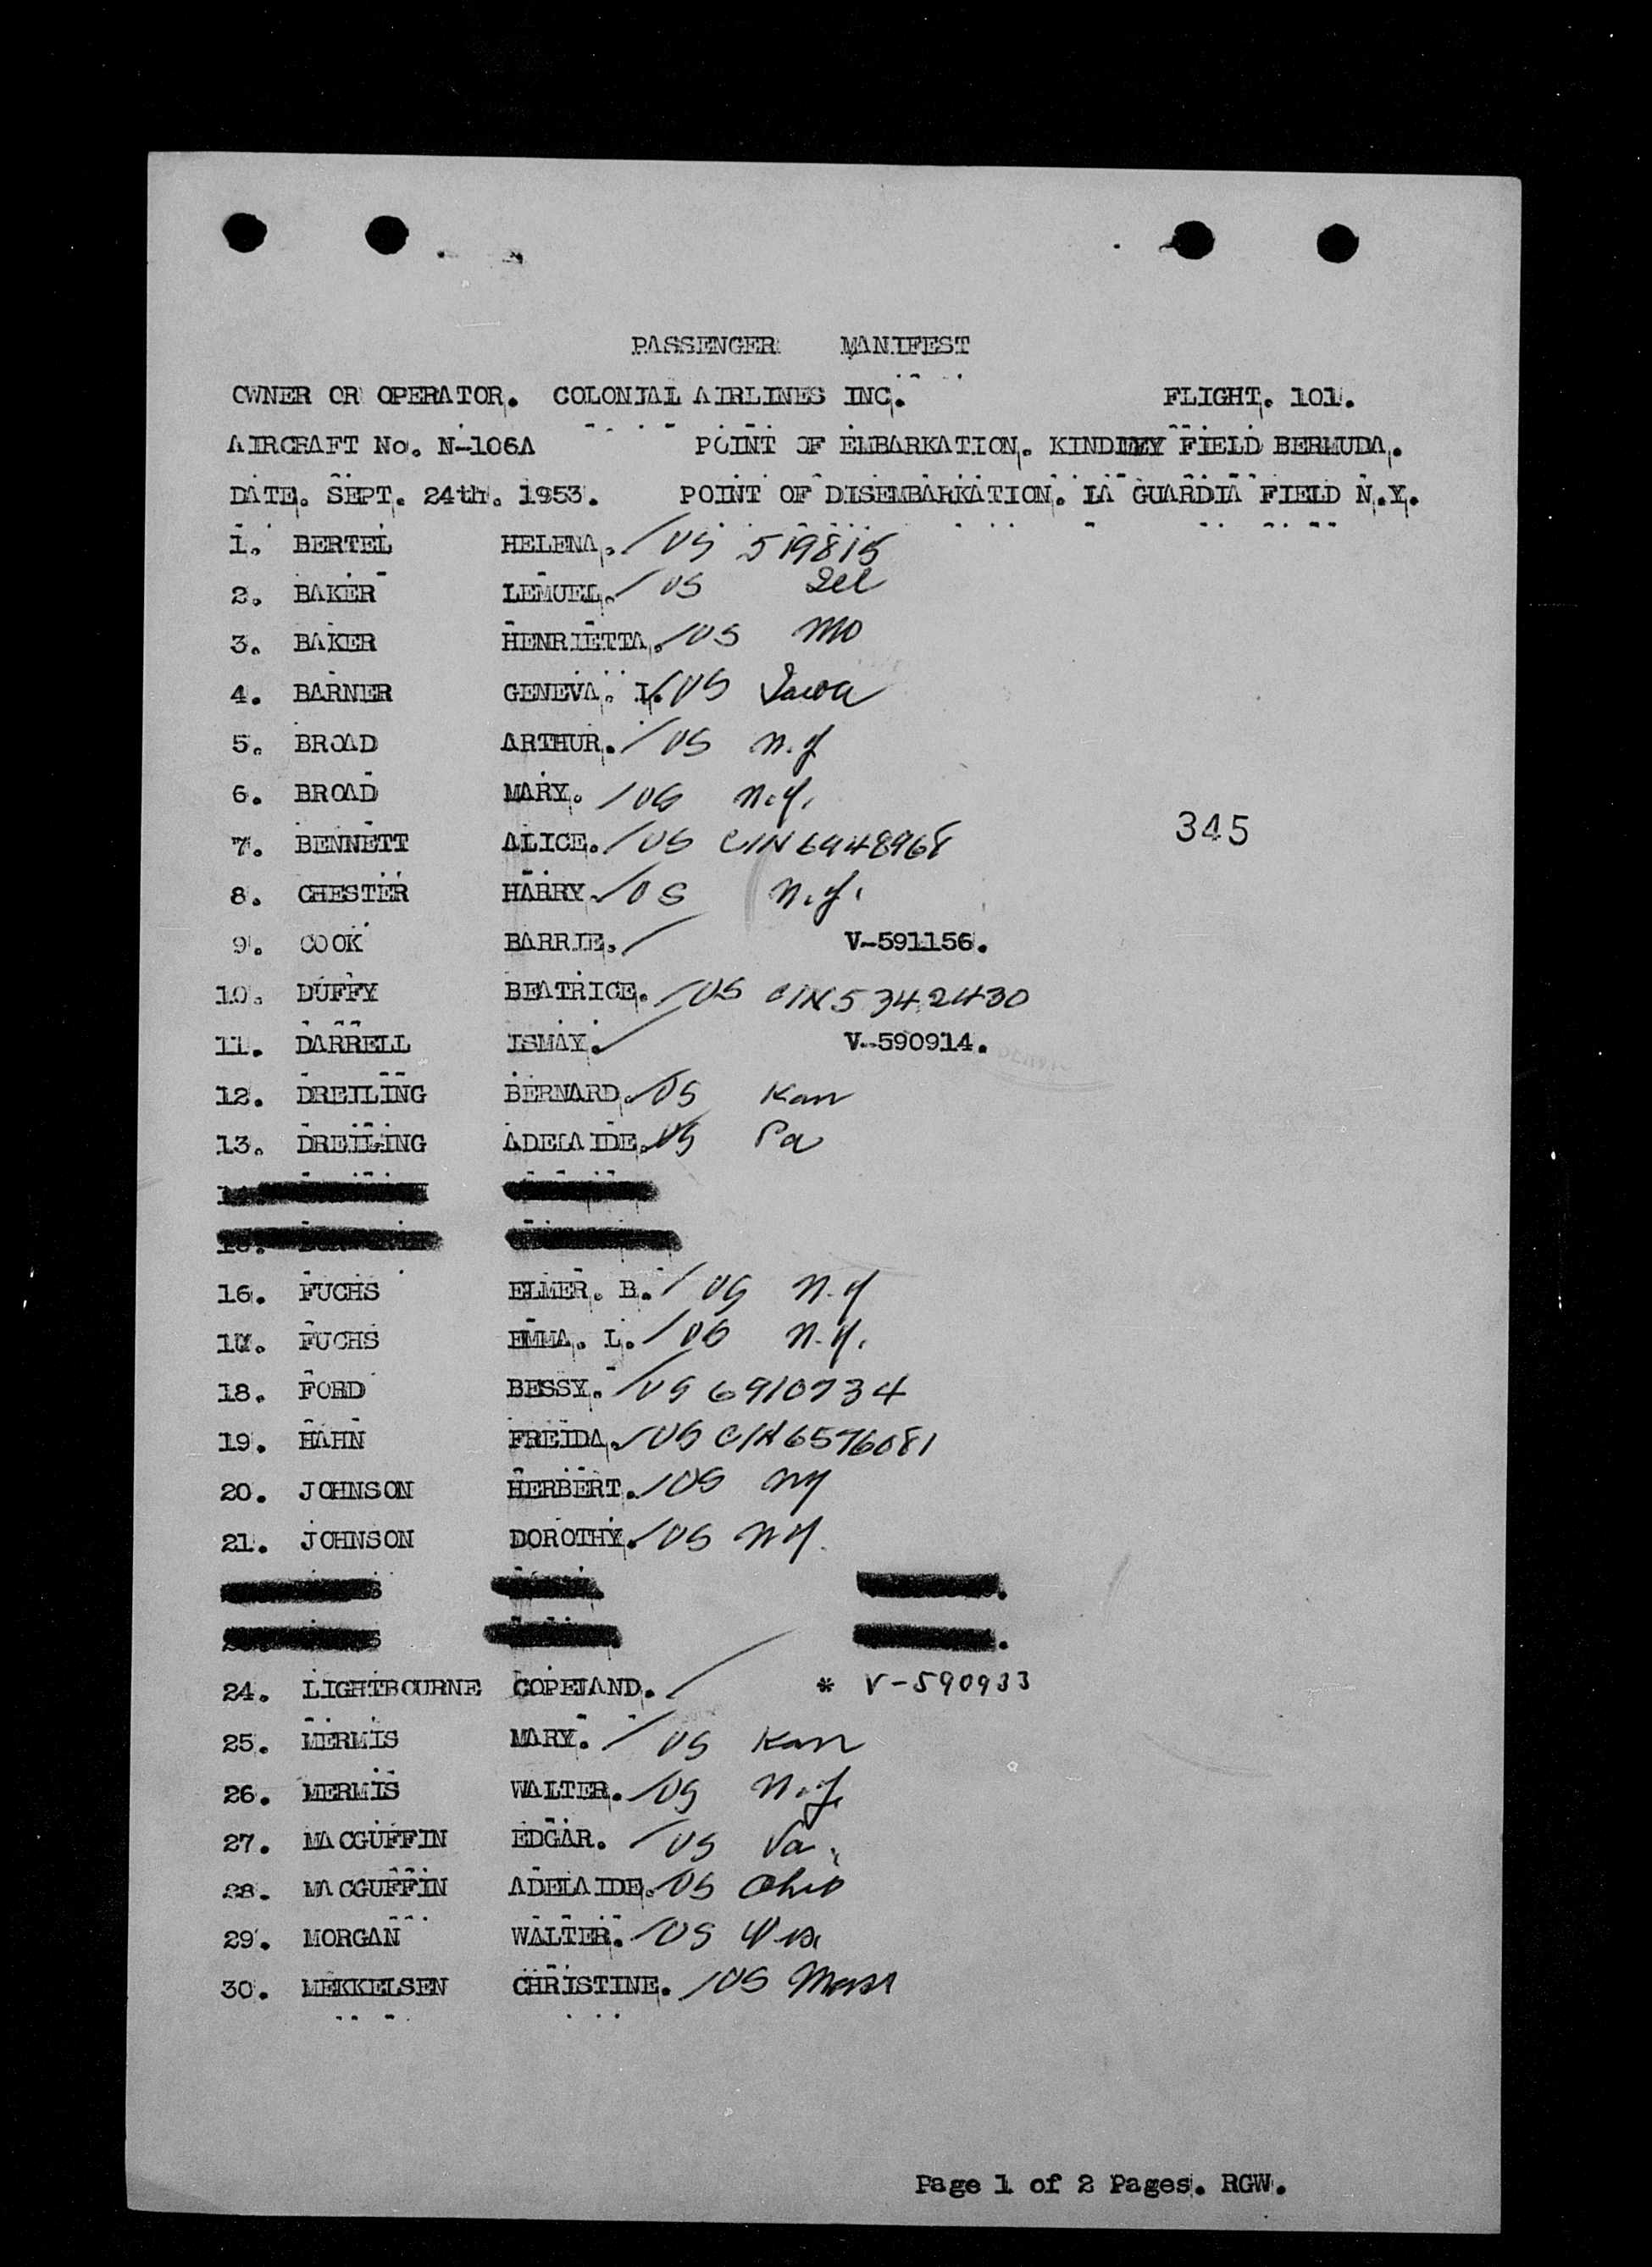 PASSENGER MANIFEST
OWNER OR OPERATOR. COLONIAL AIRLINES INC. FLIGHT. 101.
AIRCRAFT No. N-106A POINT OF EMBARKATION. KINDLEY FIELD BERMUDA.
DATE. SEPT. 24th. 1953. POINT OF DISEMBARKATION. LA GUARDIA FIELD N.Y.
1. BERTEL HELENA. / US 519815
2. BAKER LEMUEL. / US Del
3. BAKER HENRIETTA. / US MO
4. BARNER GENEVA. I. / US Iowa
5. BROAD ARTHUR. / US N.J
6. BROAD MARY. / US N.Y.
7. BENNETT ALICE. / US C/N 6948968
345
8. CHESTER HARRY. / US N.J.
9. COOK BARRIE. / V-591156.
10. DUFFY BEATRICE. / US C/N 5342430
11. DARRELL ISMAY. / V-590914.
12. DREILING BERNARD. / US Kan
13. DREILING ADELAIDE. / US Pa
16. FUCHS ELMER. B. / US N.Y
17. FUCHS EMMA. L. / US N.Y.
18. FORD BESSY. / US 6910734
19. HAHN FREIDA. / US C/N 6576081
20. JOHNSON HERBERT. / US NY
21. JOHNSON DOROTHY. / US NY.
24. LIGHTBOURNE COPELAND. / * V-590933
25. MERMIS MARY. / US Kan
26. MERMIS WALTER. / US N.J.
27. MACGUFFIN EDGAR. / US Va.
28. MACGUFFIN ADELAIDE. / US Ohio
29. MORGAN WALTER. / US Wis
30. MEKKELSEN CHRISTINE. / US Mass
Page 1 of 2 Pages. RGW.